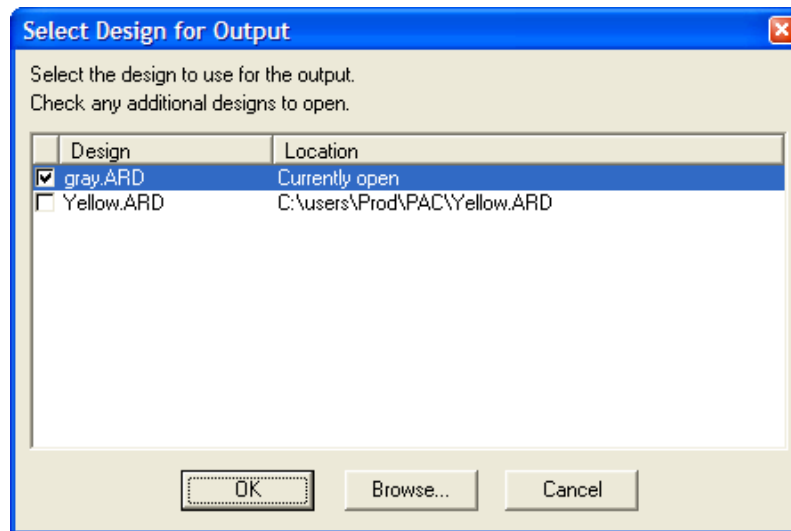 Select Design for Output
Select the design to use for the output.
Check any additional designs to open.
Design Location
gray.ARD Currently open
Yellow.ARD C:\users\Prod\PAC\Yellow.ARD
OK Browse... Cancel